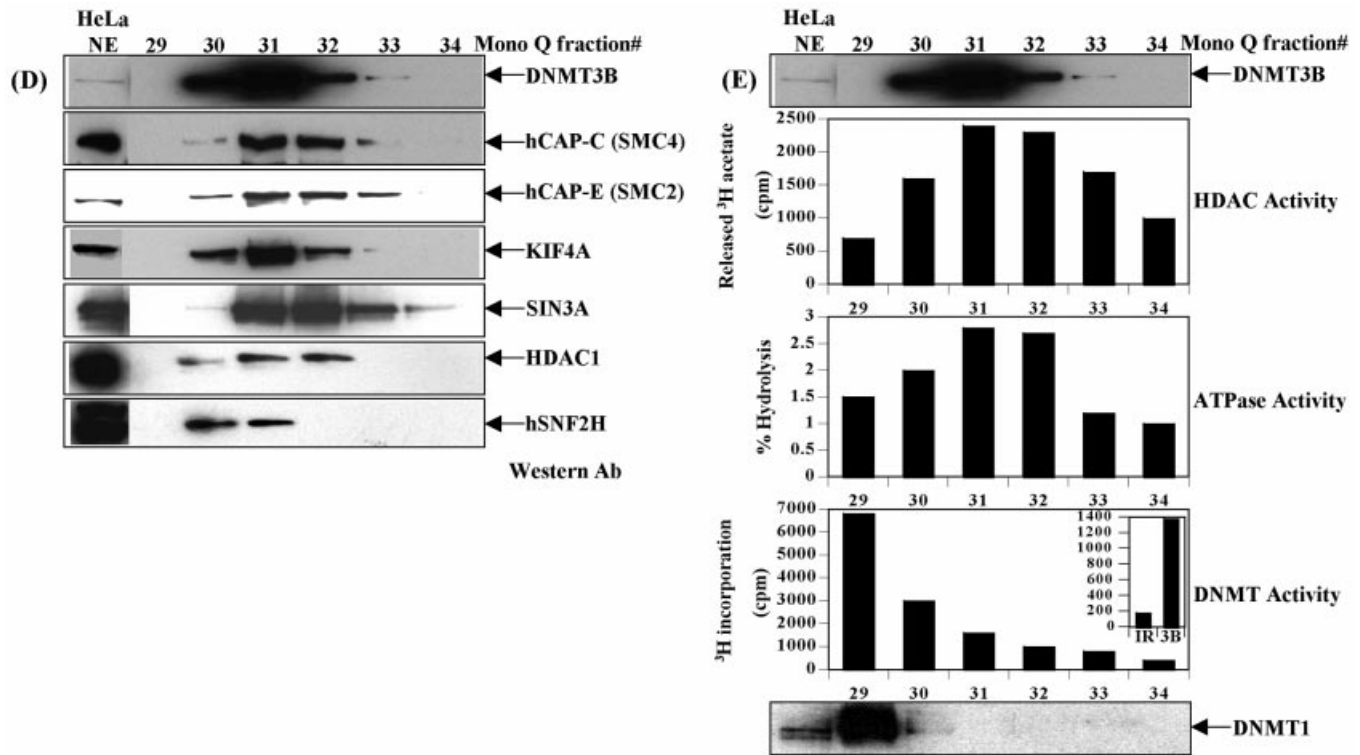 HeLa
NE 29 30 31 32 33 34 Mono Q fraction#
(D)
DNMT3B
hCAP-C (SMC4)
hCAP-E (SMC2)
KIF4A
SIN3A
HDAC1
hSNF2H
Western Ab
HeLa
NE 29 30 31 32 33 34 Mono Q fraction#
(E)
DNMT3B
Released ³H acetate
(cpm)
2500
2000
1500
1000
500
0
HDAC Activity
29 30 31 32 33 34
% Hydrolysis
3
2.5
2
1.5
1
0.5
0
ATPase Activity
29 30 31 32 33 34
³H incorporation
(cpm)
7000
6000
5000
4000
3000
2000
1000
0
1400
1200
1000
800
600
400
200
0
IR 3B
DNMT Activity
29 30 31 32 33 34
DNMT1